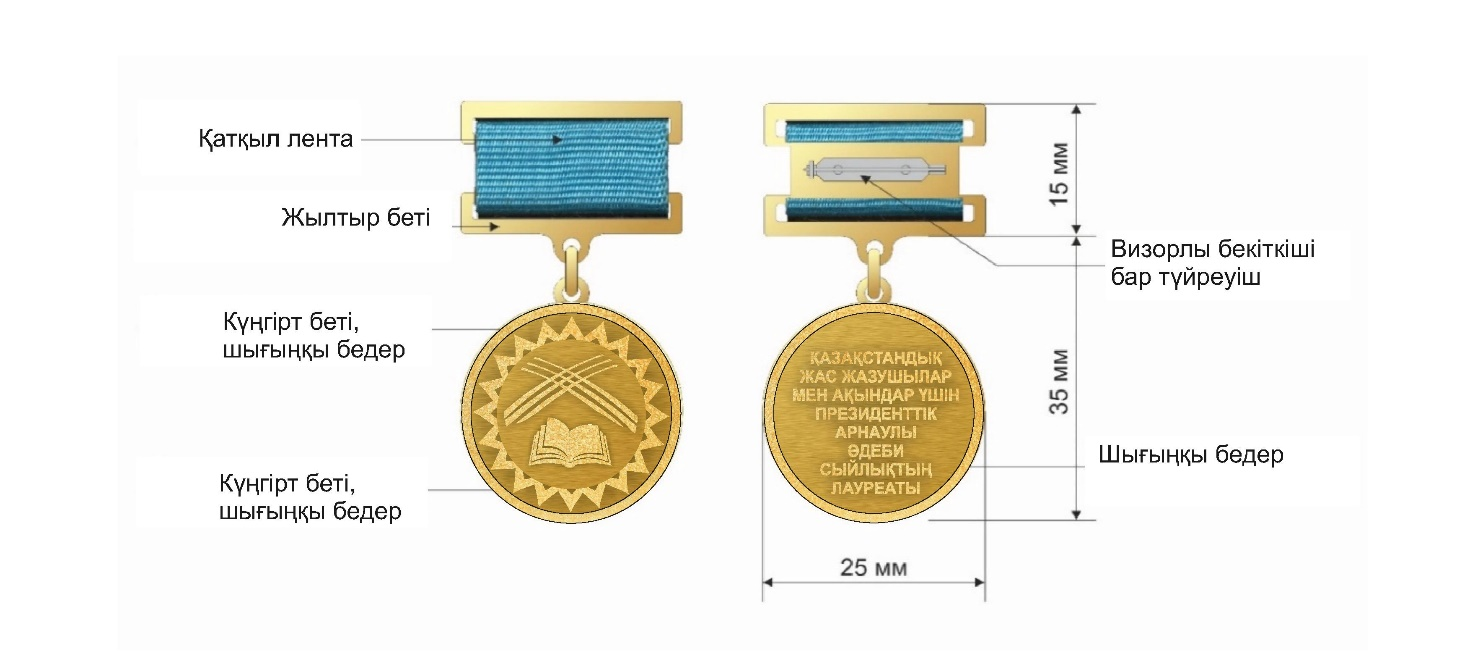 Қатқыл лента
Жылтыр беті
Күңгірт беті,
шығыңқы бедер
Күңгірт беті,
шығыңқы бедер
ҚАЗАҚСТАНДЫҚ
ЖАС ЖАЗУШЫЛАР
МЕН АҚЫНДАР ҮШІН
ПРЕЗИДЕНТТІК
АРНАУЛЫ
ӘДЕБИ
СЫЙЛЫҚТЫҢ
ЛАУРЕАТЫ
15 мм
Визорлы бекіткіші
бар түйреуіш
35 мм
Шығыңқы бедер
25 мм